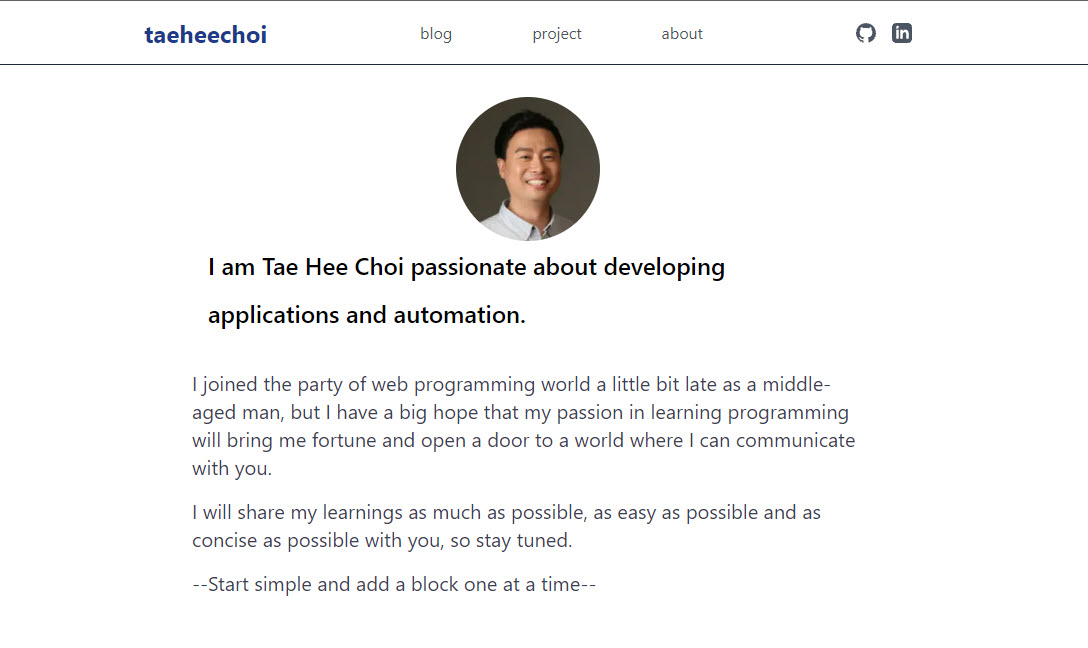 taeheechoi blog project about in
I am Tae Hee Choi passionate about developing
applications and automation.
I joined the party of web programming world a little bit late as a middle-
aged man, but I have a big hope that my passion in learning programming
will bring me fortune and open a door to a world where I can communicate
with you.
I will share my learnings as much as possible, as easy as possible and as
concise as possible with you, so stay tuned.
--Start simple and add a block one at a time--